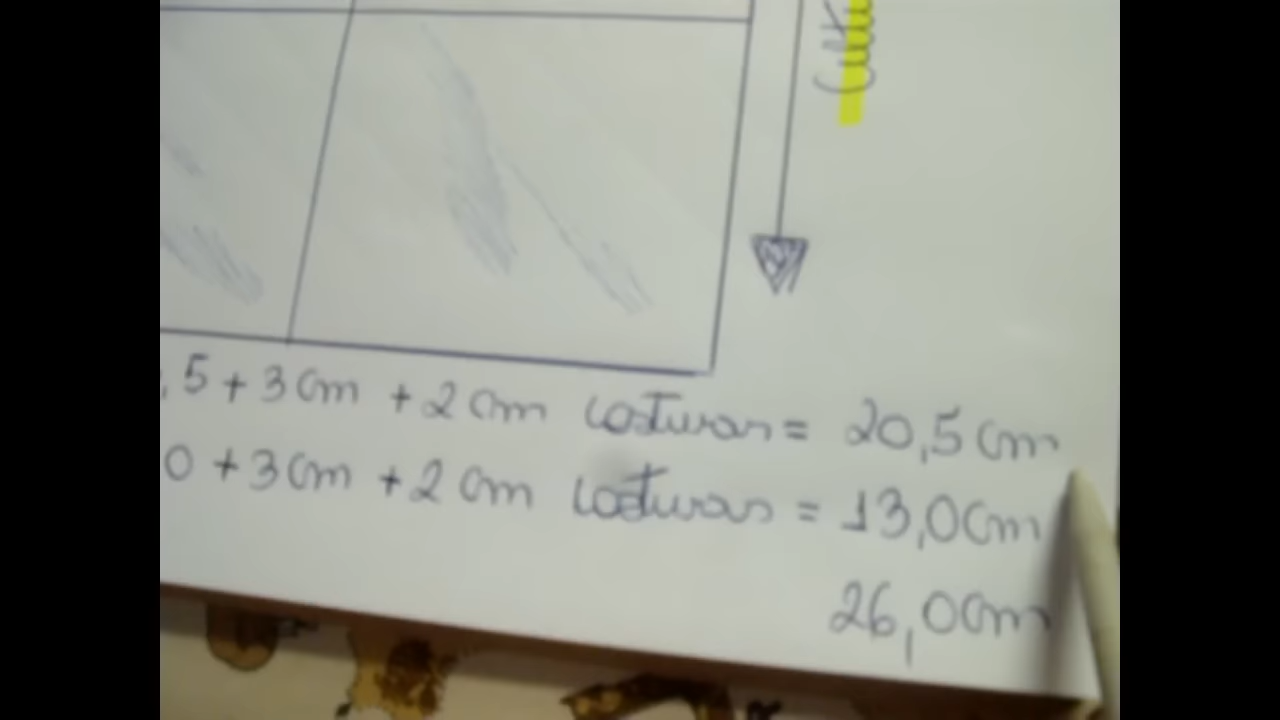 ,5 + 3cm + 2cm costuras = 20,5cm
0 + 3cm + 2cm costuras = 13,0cm
26,0cm